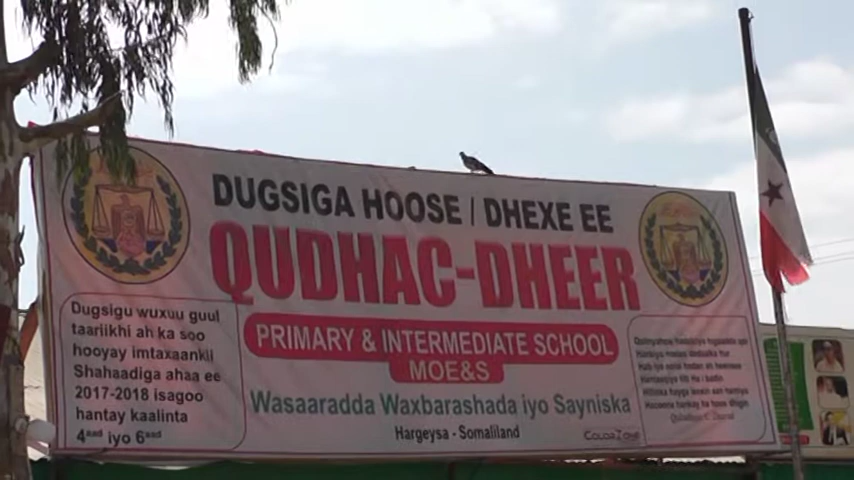 DUGSIGA HOOSE / DHEXE EE
QUDHAC-DHEER
PRIMARY & INTERMEDIATE SCHOOL
MOE&S
Wasaaradda Waxbarashada iyo Sayniska
Hargeysa - Somaliland
Dugsigu wuxuu guul
taariikhi ah ka soo
hooyay imtaxaankii
Shahaadiga ahaa ee
2017-2018 isagoo
hantay kaalinta
4aad iyo 6aad
COLORZONE